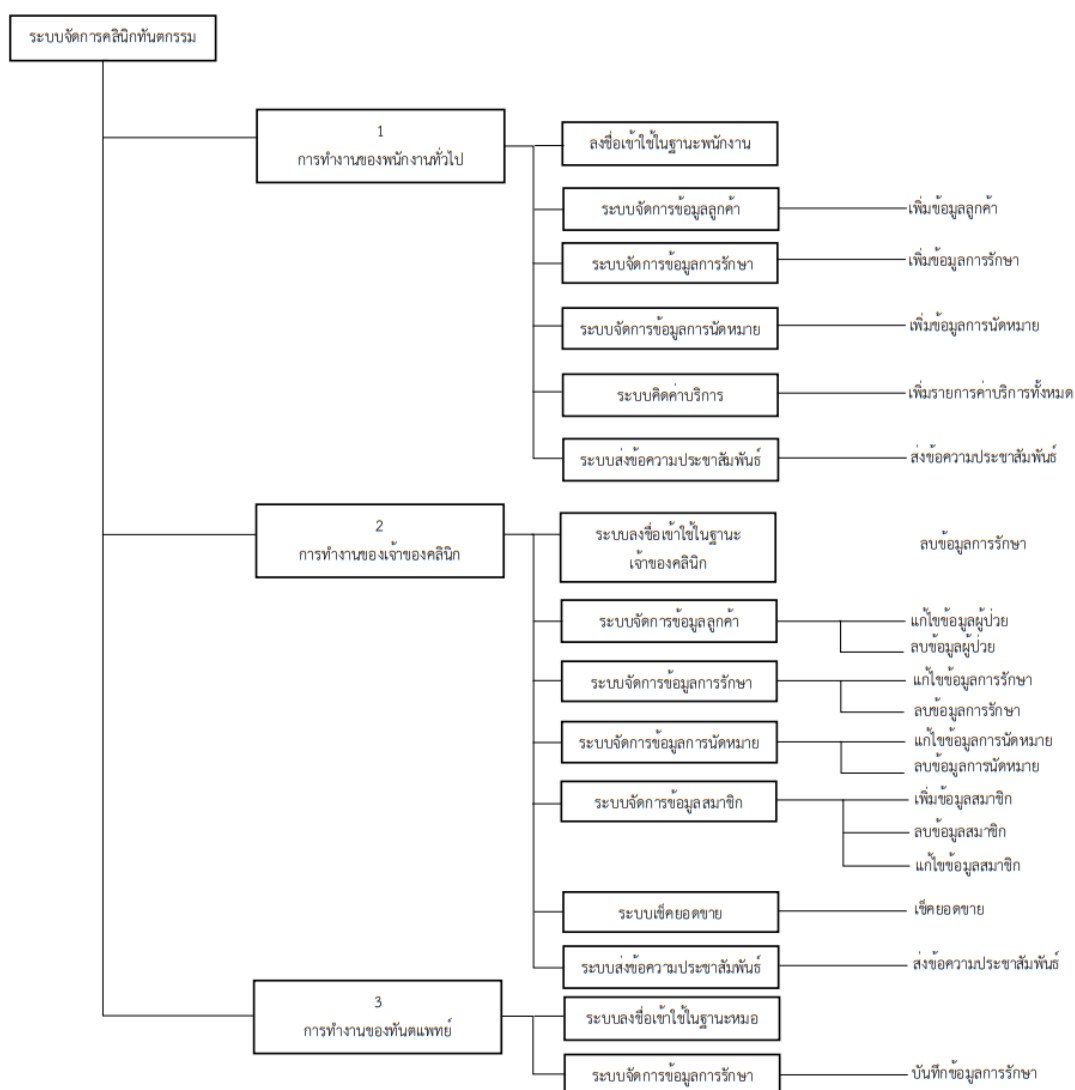 ระบบจัดการคลินิกทันตกรรม
1
การทำงานของพนักงานทั่วไป
ลงชื่อเข้าใช้ในฐานะพนักงาน
ระบบจัดการข้อมูลลูกค้า
เพิ่มข้อมูลลูกค้า
ระบบจัดการข้อมูลการรักษา
เพิ่มข้อมูลการรักษา
ระบบจัดการข้อมูลการนัดหมาย
เพิ่มข้อมูลการนัดหมาย
ระบบคิดค่าบริการ
เพิ่มรายการค่าบริการทั้งหมด
ระบบส่งข้อความประชาสัมพันธ์
ส่งข้อความประชาสัมพันธ์
2
การทำงานของเจ้าของคลินิก
ระบบลงชื่อเข้าใช้ในฐานะ
เจ้าของคลินิก
ลบข้อมูลการรักษา
ระบบจัดการข้อมูลลูกค้า
แก้ไขข้อมูลผู้ป่วย
ลบข้อมูลผู้ป่วย
ระบบจัดการข้อมูลการรักษา
แก้ไขข้อมูลการรักษา
ลบข้อมูลการรักษา
ระบบจัดการข้อมูลการนัดหมาย
แก้ไขข้อมูลการนัดหมาย
ลบข้อมูลการนัดหมาย
ระบบจัดการข้อมูลสมาชิก
เพิ่มข้อมูลสมาชิก
ลบข้อมูลสมาชิก
แก้ไขข้อมูลสมาชิก
ระบบเช็คยอดขาย
เช็คยอดขาย
ระบบส่งข้อความประชาสัมพันธ์
ส่งข้อความประชาสัมพันธ์
3
การทำงานของทันตแพทย์
ระบบลงชื่อเข้าใช้ในฐานะหมอ
ระบบจัดการข้อมูลการรักษา
บันทึกข้อมูลการรักษา